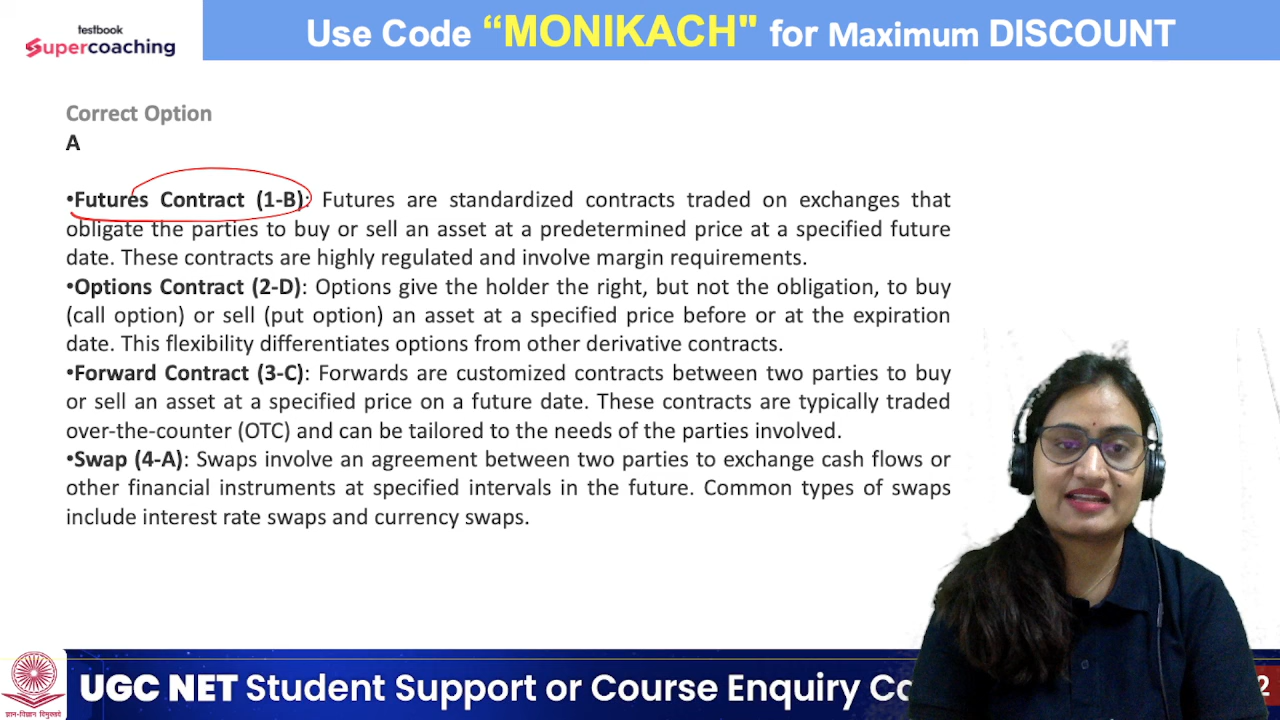 testbook
Supercoaching
Use Code “MONIKACH" for Maximum DISCOUNT
Correct Option
A
•Futures Contract (1-B): Futures are standardized contracts traded on exchanges that
obligate the parties to buy or sell an asset at a predetermined price at a specified future
date. These contracts are highly regulated and involve margin requirements.
•Options Contract (2-D): Options give the holder the right, but not the obligation, to buy
(call option) or sell (put option) an asset at a specified price before or at the expiration
date. This flexibility differentiates options from other derivative contracts.
•Forward Contract (3-C): Forwards are customized contracts between two parties to buy
or sell an asset at a specified price on a future date. These contracts are typically traded
over-the-counter (OTC) and can be tailored to the needs of the parties involved.
•Swap (4-A): Swaps involve an agreement between two parties to exchange cash flows or
other financial instruments at specified intervals in the future. Common types of swaps
include interest rate swaps and currency swaps.
ज्ञान-विज्ञान विमुक्तये
UGC NET Student Support or Course Enquiry Ca 2